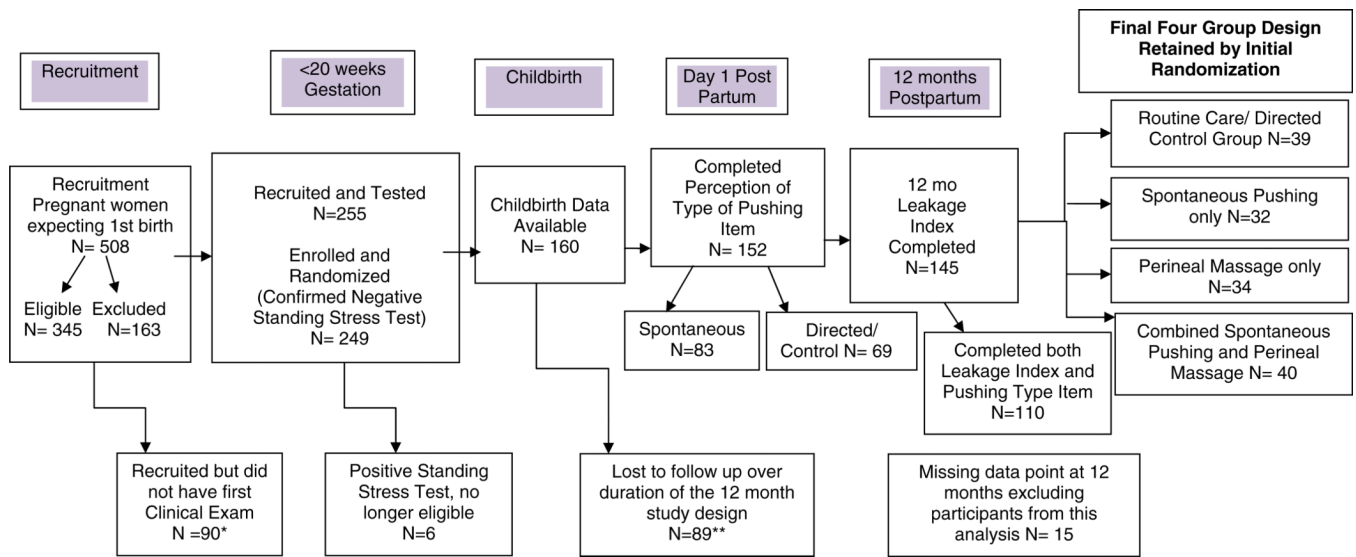 Recruitment
<20 weeks
Gestation
Childbirth
Day 1 Post
Partum
12 months
Postpartum
Final Four Group Design
Retained by Initial
Randomization
Recruitment
Pregnant women
expecting 1st birth
N= 508
Eligible
N= 345
Excluded
N=163
Recruited and Tested
N=255
Enrolled and
Randomized
(Confirmed Negative
Standing Stress Test)
N= 249
Childbirth Data
Available
N= 160
Completed
Perception of
Type of Pushing
Item
N= 152
12 mo
Leakage
Index
Completed
N=145
Routine Care/ Directed
Control Group N=39
Spontaneous Pushing
only N=32
Perineal Massage only
N=34
Combined Spontaneous
Pushing and Perineal
Massage N= 40
Spontaneous
N=83
Directed/
Control N= 69
Completed both
Leakage Index and
Pushing Type Item
N=110
Recruited but did
not have first
Clinical Exam
N =90*
Positive Standing
Stress Test, no
longer eligible
N=6
Lost to follow up over
duration of the 12 month
study design
N=89**
Missing data point at 12
months excluding
participants from this
analysis N= 15